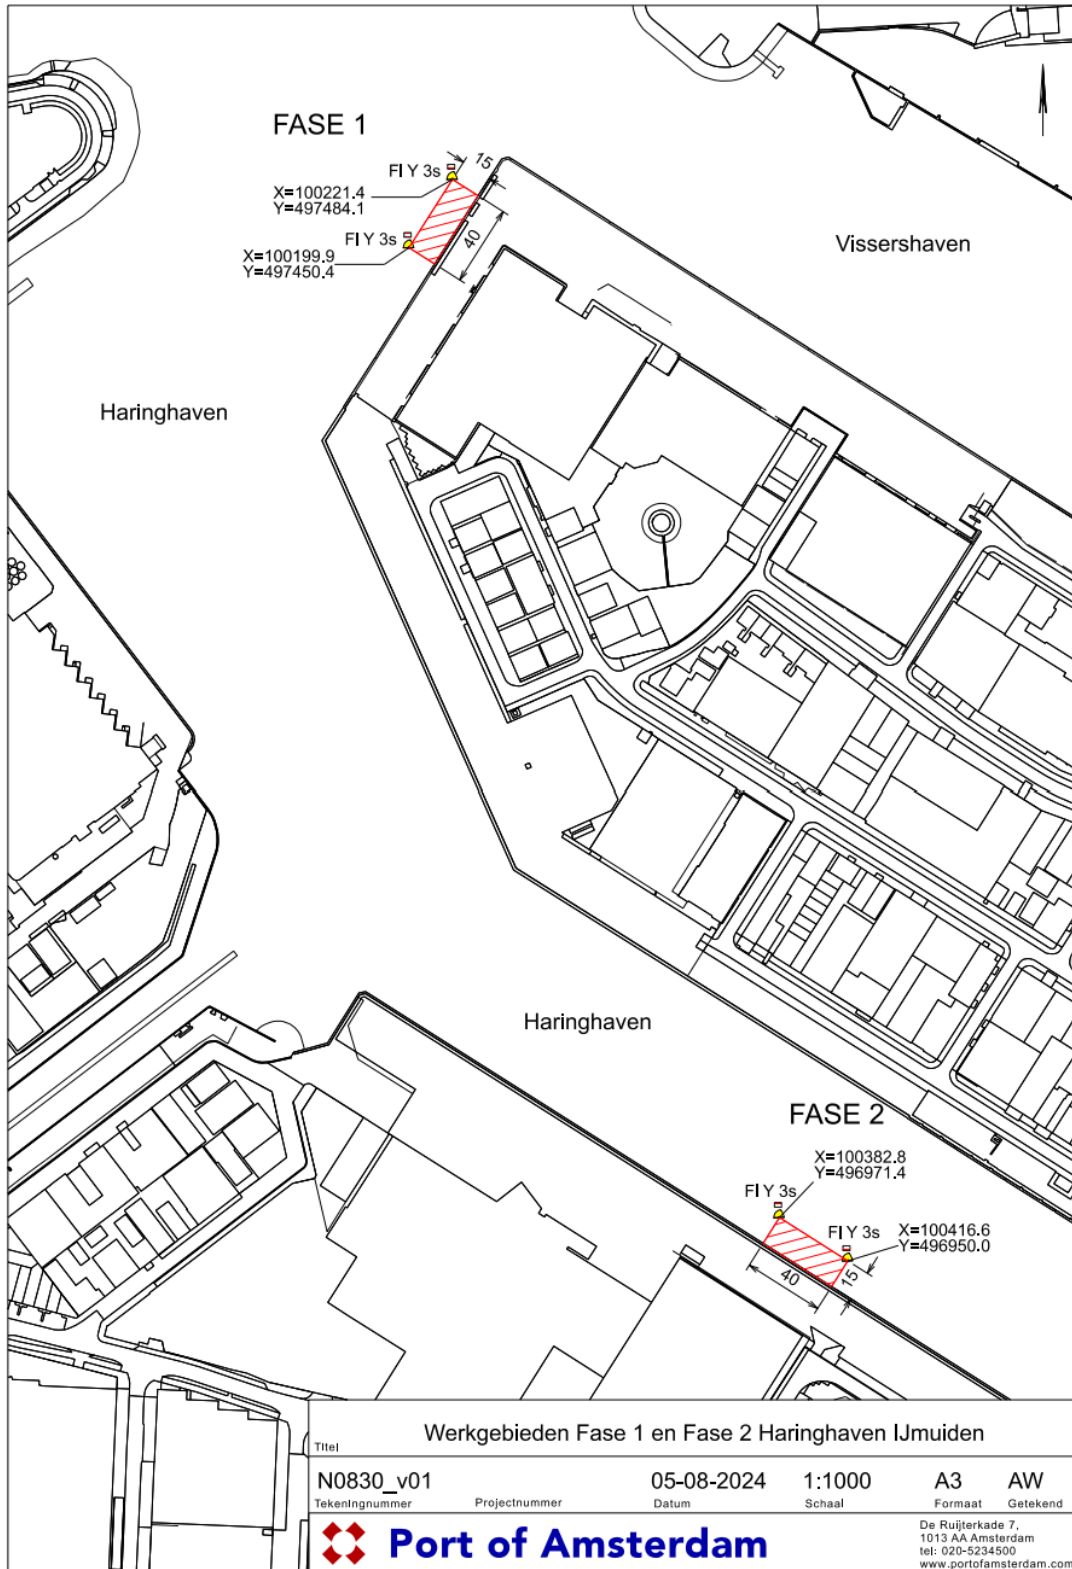 FASE 1
Fl Y 3s
15
X=100221.4
Y=497484.1
Fl Y 3s
40
X=100199.9
Y=497450.4
Vissershaven
Haringhaven
Haringhaven
FASE 2
X=100382.8
Y=496971.4
Fl Y 3s
Fl Y 3s
X=100416.6
Y=496950.0
40
15
Titel
Werkgebieden Fase 1 en Fase 2 Haringhaven IJmuiden
N0830_v01 05-08-2024 1:1000 A3 AW
Tekeningnummer Projectnummer Datum Schaal Formaat Getekend
Port of Amsterdam
De Ruijterkade 7,
1013 AA Amsterdam
tel: 020-5234500
www.portofamsterdam.com